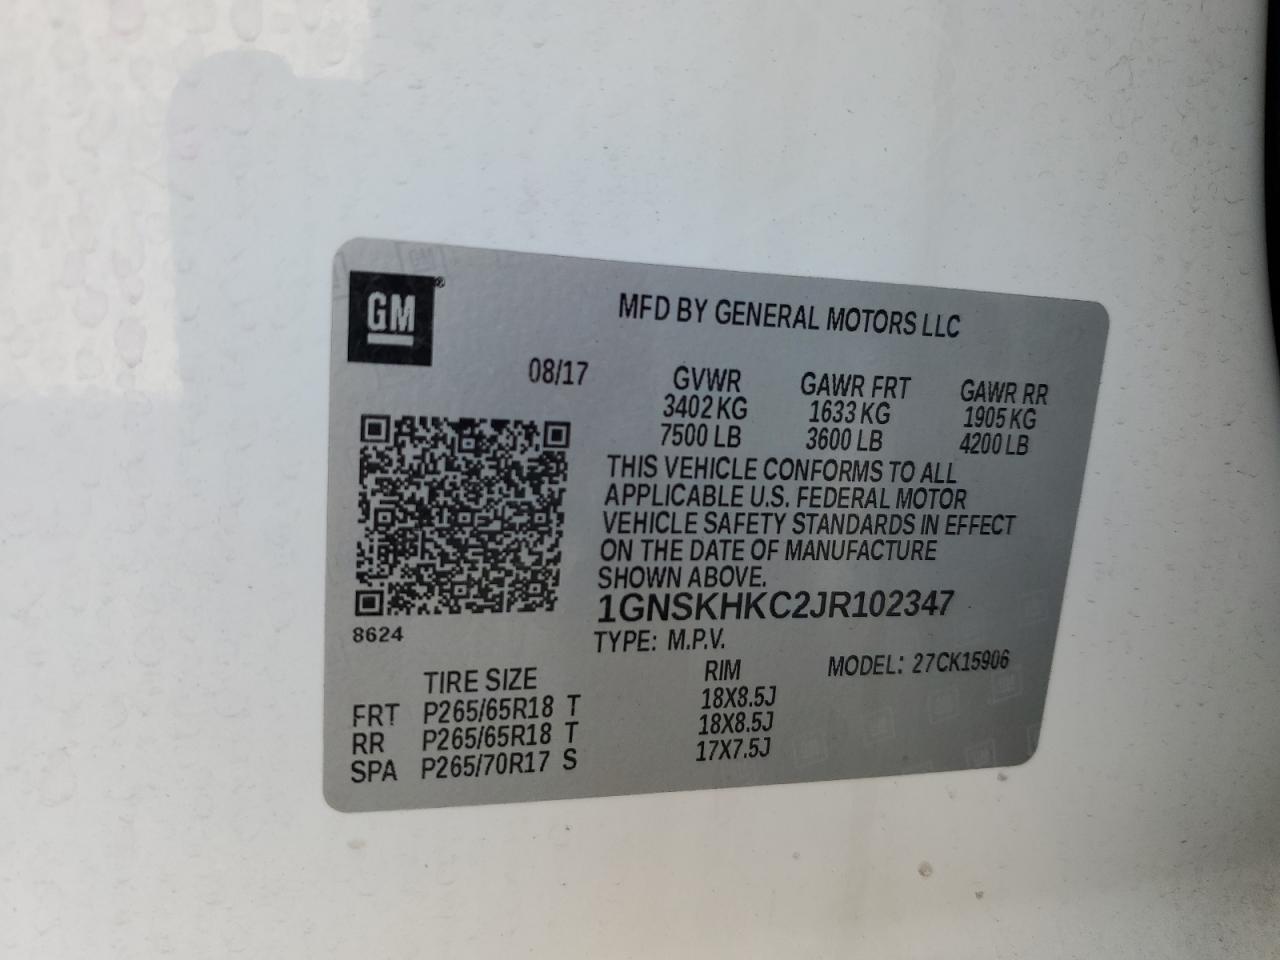 GM®
MFD BY GENERAL MOTORS LLC
08/17
GVWR GAWR FRT GAWR RR
3402 KG 1633 KG 1905 KG
7500 LB 3600 LB 4200 LB
THIS VEHICLE CONFORMS TO ALL
APPLICABLE U.S. FEDERAL MOTOR
VEHICLE SAFETY STANDARDS IN EFFECT
ON THE DATE OF MANUFACTURE
SHOWN ABOVE.
1GNSKHKC2JR102347
8624
TYPE: M.P.V.
MODEL: 27CK15906
TIRE SIZE RIM
FRT P265/65R18 T 18X8.5J
RR P265/65R18 T 18X8.5J
SPA P265/70R17 S 17X7.5J